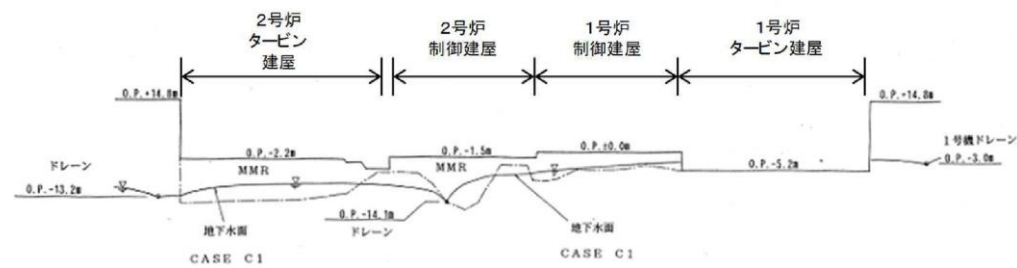 2号炉
タービン
建屋
2号炉
制御建屋
1号炉
制御建屋
1号炉
タービン建屋
O.P.+14.8m
O.P.-14.8m
ドレーン
O.P.-2.2m
O.P.-1.5m
O.P.±0.0m
1号機ドレーン
MMR
MMR
O.P.-5.2m
O.P.-3.0m
O.P.-13.2m
O.P.-14.1m
地下水面
ドレーン
地下水面
CASE C1
CASE C1